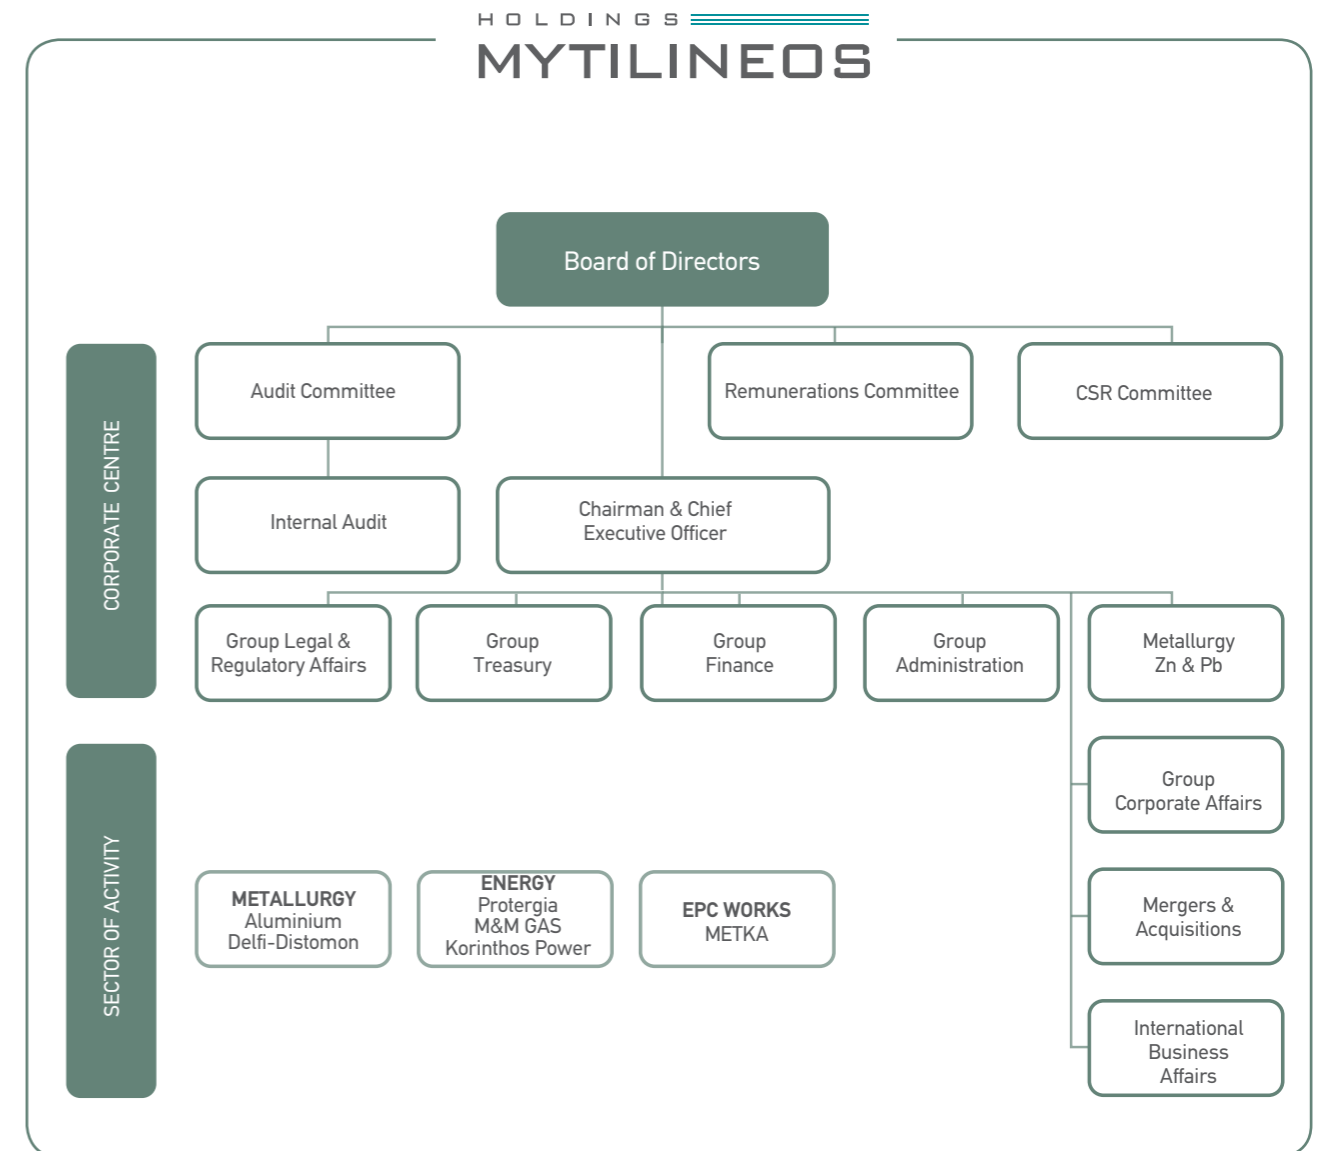 HOLDINGS
MYTILINEOS
Board of Directors
CORPORATE CENTRE
Audit Committee
Remunerations Committee
CSR Committee
Internal Audit
Chairman & Chief
Executive Officer
Group Legal &
Regulatory Affairs
Group
Treasury
Group
Finance
Group
Administration
Metallurgy
Zn & Pb
Group
Corporate Affairs
SECTOR OF ACTIVITY
METALLURGY
Aluminium
Delfi-Distomon
ENERGY
Protergia
M&M GAS
Korinthos Power
EPC WORKS
METKA
Mergers &
Acquisitions
International
Business
Affairs